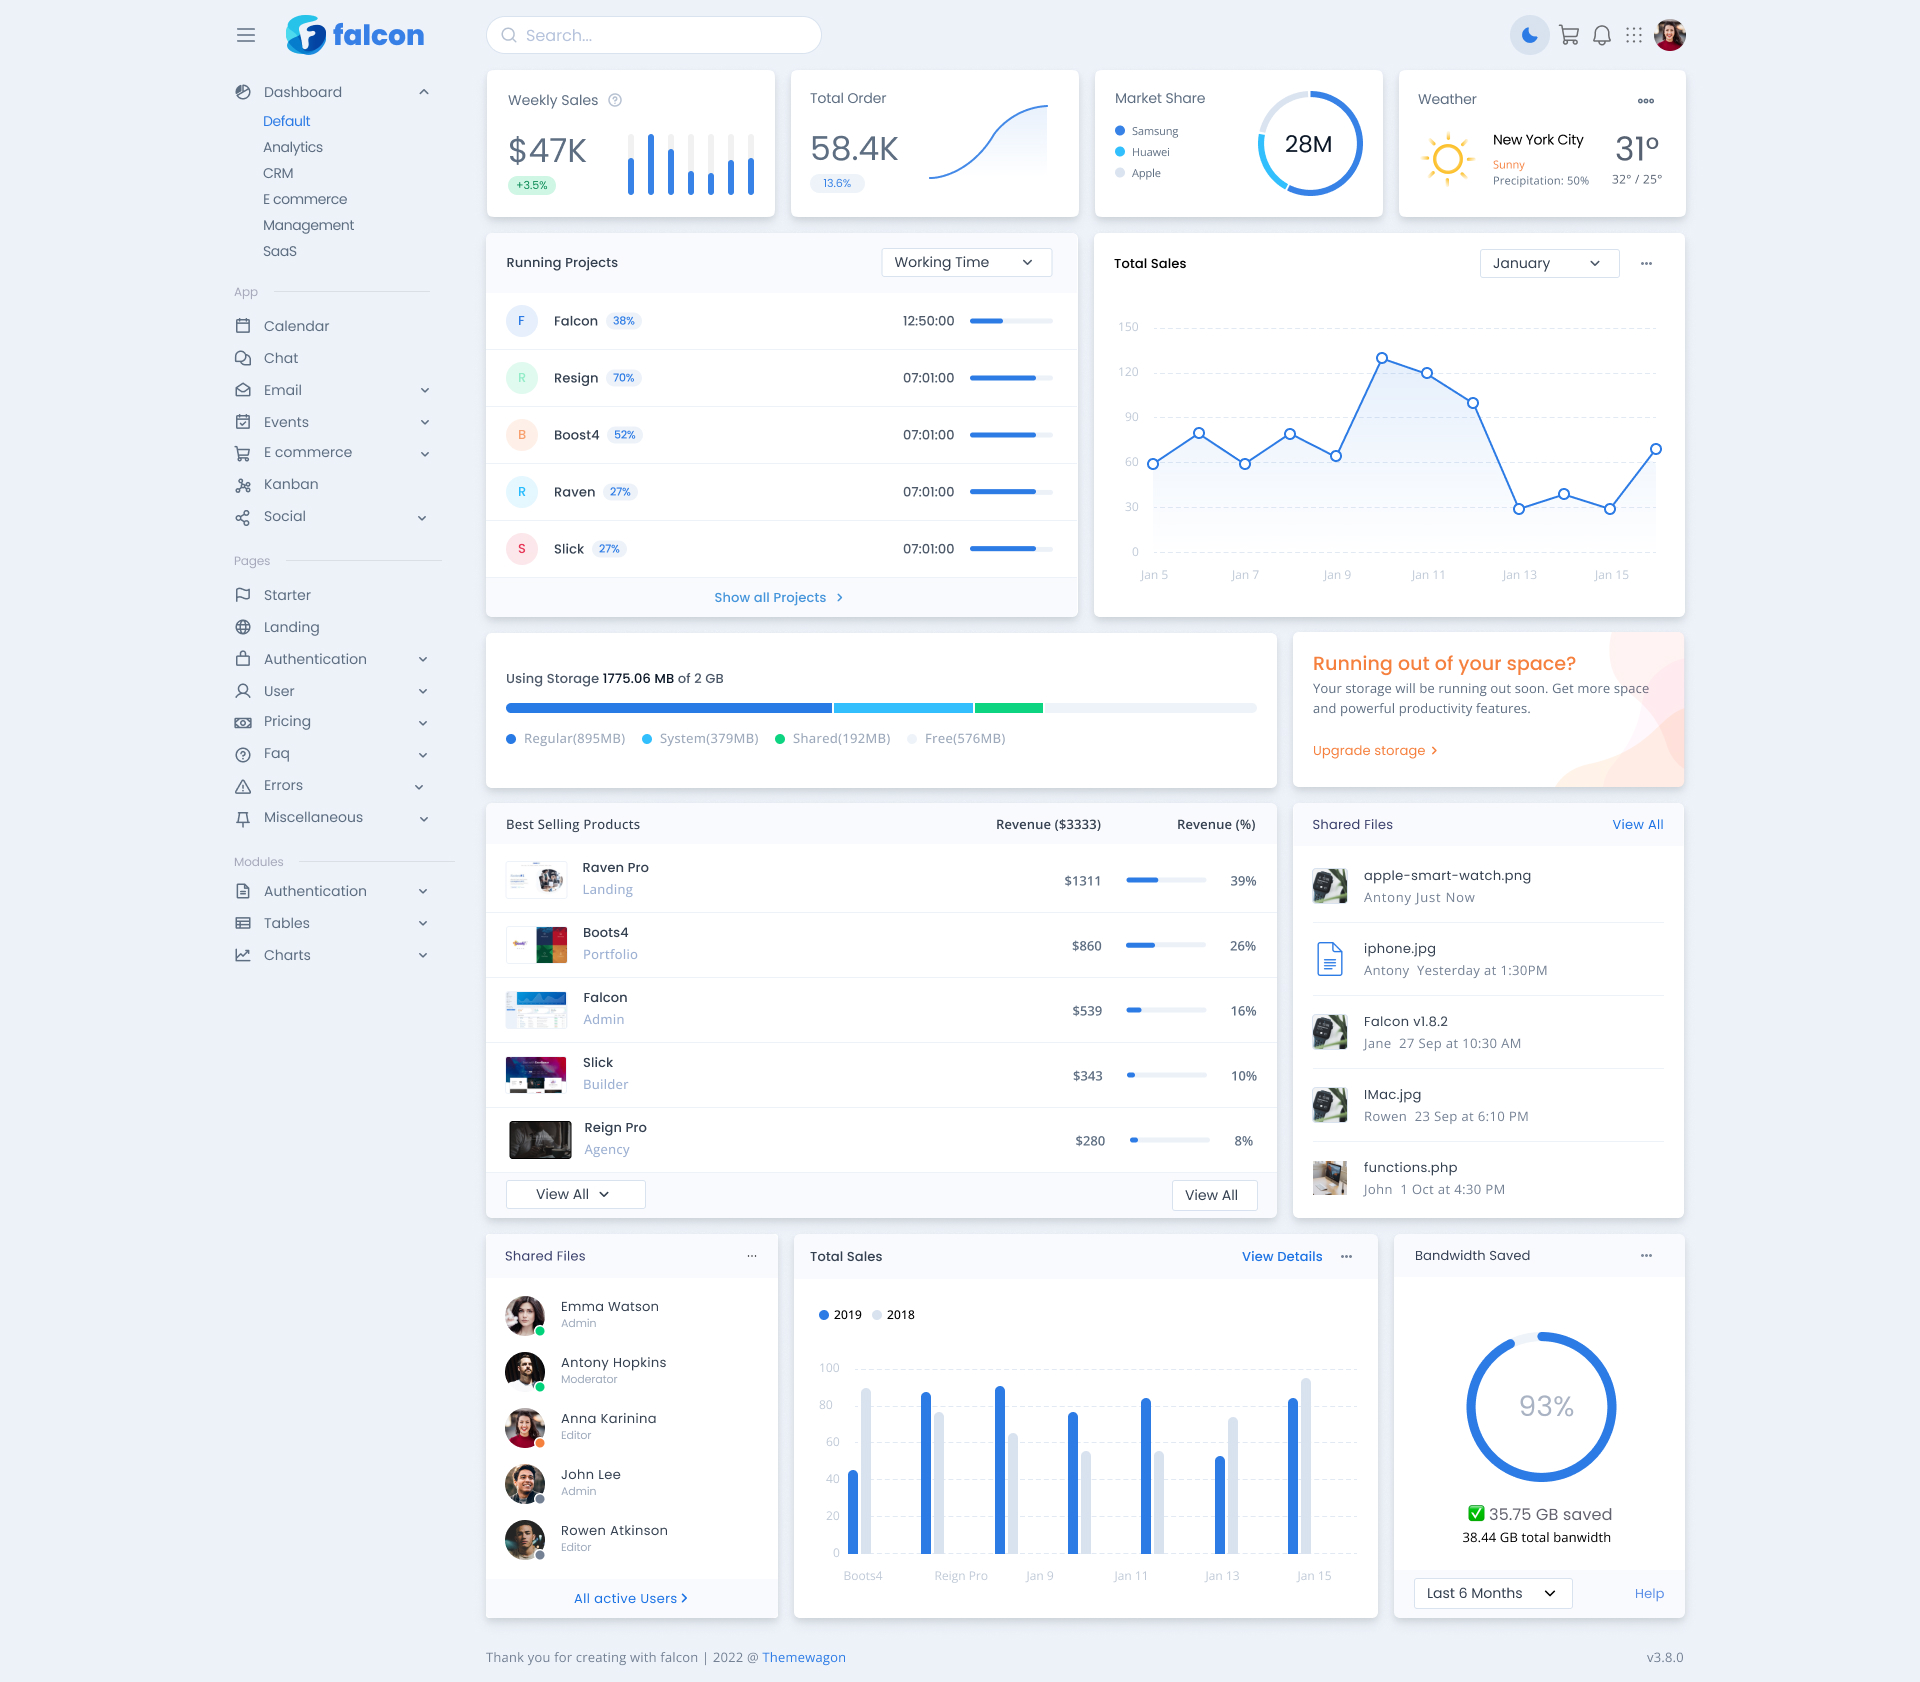 falcon
Search...
Dashboard
Default
Analytics
CRM
E commerce
Management
SaaS
App
Calendar
Chat
Email
Events
E commerce
Kanban
Social
Pages
Starter
Landing
Authentication
User
Pricing
Faq
Errors
Miscellaneous
Modules
Authentication
Tables
Charts
Weekly Sales
$47K
+3.5%
Total Order
58.4K
13.6%
Market Share
Samsung
Huawei
Apple
28M
Weather
New York City
Sunny
Precipitation: 50%
31°
32° / 25°
Running Projects
Working Time
F Falcon 38% 12:50:00
R Resign 70% 07:01:00
B Boost4 52% 07:01:00
R Raven 27% 07:01:00
S Slick 27% 07:01:00
Show all Projects
Total Sales
January
150
120
90
60
30
0
Jan 5 Jan 7 Jan 9 Jan 11 Jan 13 Jan 15
Using Storage 1775.06 MB of 2 GB
Regular(895MB) System(379MB) Shared(192MB) Free(576MB)
Running out of your space?
Your storage will be running out soon. Get more space
and powerful productivity features.
Upgrade storage
Best Selling Products Revenue ($3333) Revenue (%)
Raven Pro
Landing
$1311 39%
Boots4
Portfolio
$860 26%
Falcon
Admin
$539 16%
Slick
Builder
$343 10%
Reign Pro
Agency
$280 8%
View All
View All
Shared Files View All
apple-smart-watch.png
Antony Just Now
iphone.jpg
Antony Yesterday at 1:30PM
Falcon v1.8.2
Jane 27 Sep at 10:30 AM
IMac.jpg
Rowen 23 Sep at 6:10 PM
functions.php
John 1 Oct at 4:30 PM
Shared Files
Emma Watson
Admin
Antony Hopkins
Moderator
Anna Karinina
Editor
John Lee
Admin
Rowen Atkinson
Editor
All active Users
Total Sales View Details
2019 2018
100
80
60
40
20
0
Boots4 Reign Pro Jan 9 Jan 11 Jan 13 Jan 15
Bandwidth Saved
93%
35.75 GB saved
38.44 GB total banwidth
Last 6 Months
Help
Thank you for creating with falcon | 2022 @ Themewagon
v3.8.0